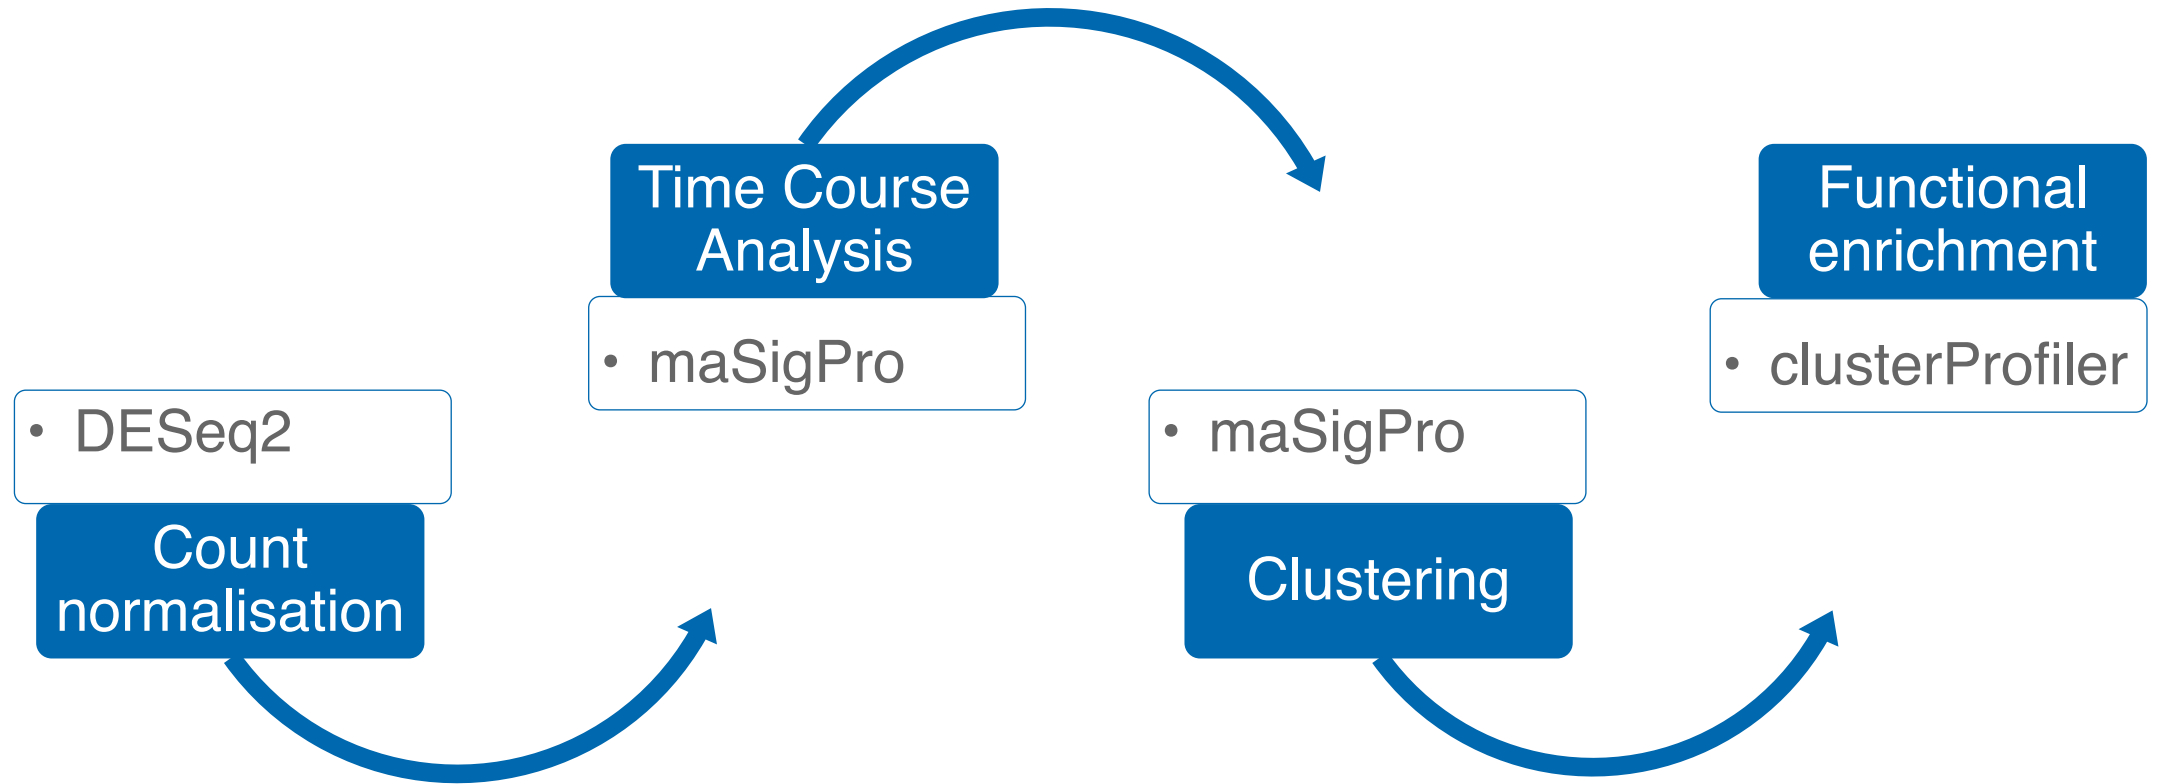 • DESeq2
Count
normalisation
Time Course
Analysis
• maSigPro
• maSigPro
Clustering
Functional
enrichment
• clusterProfiler